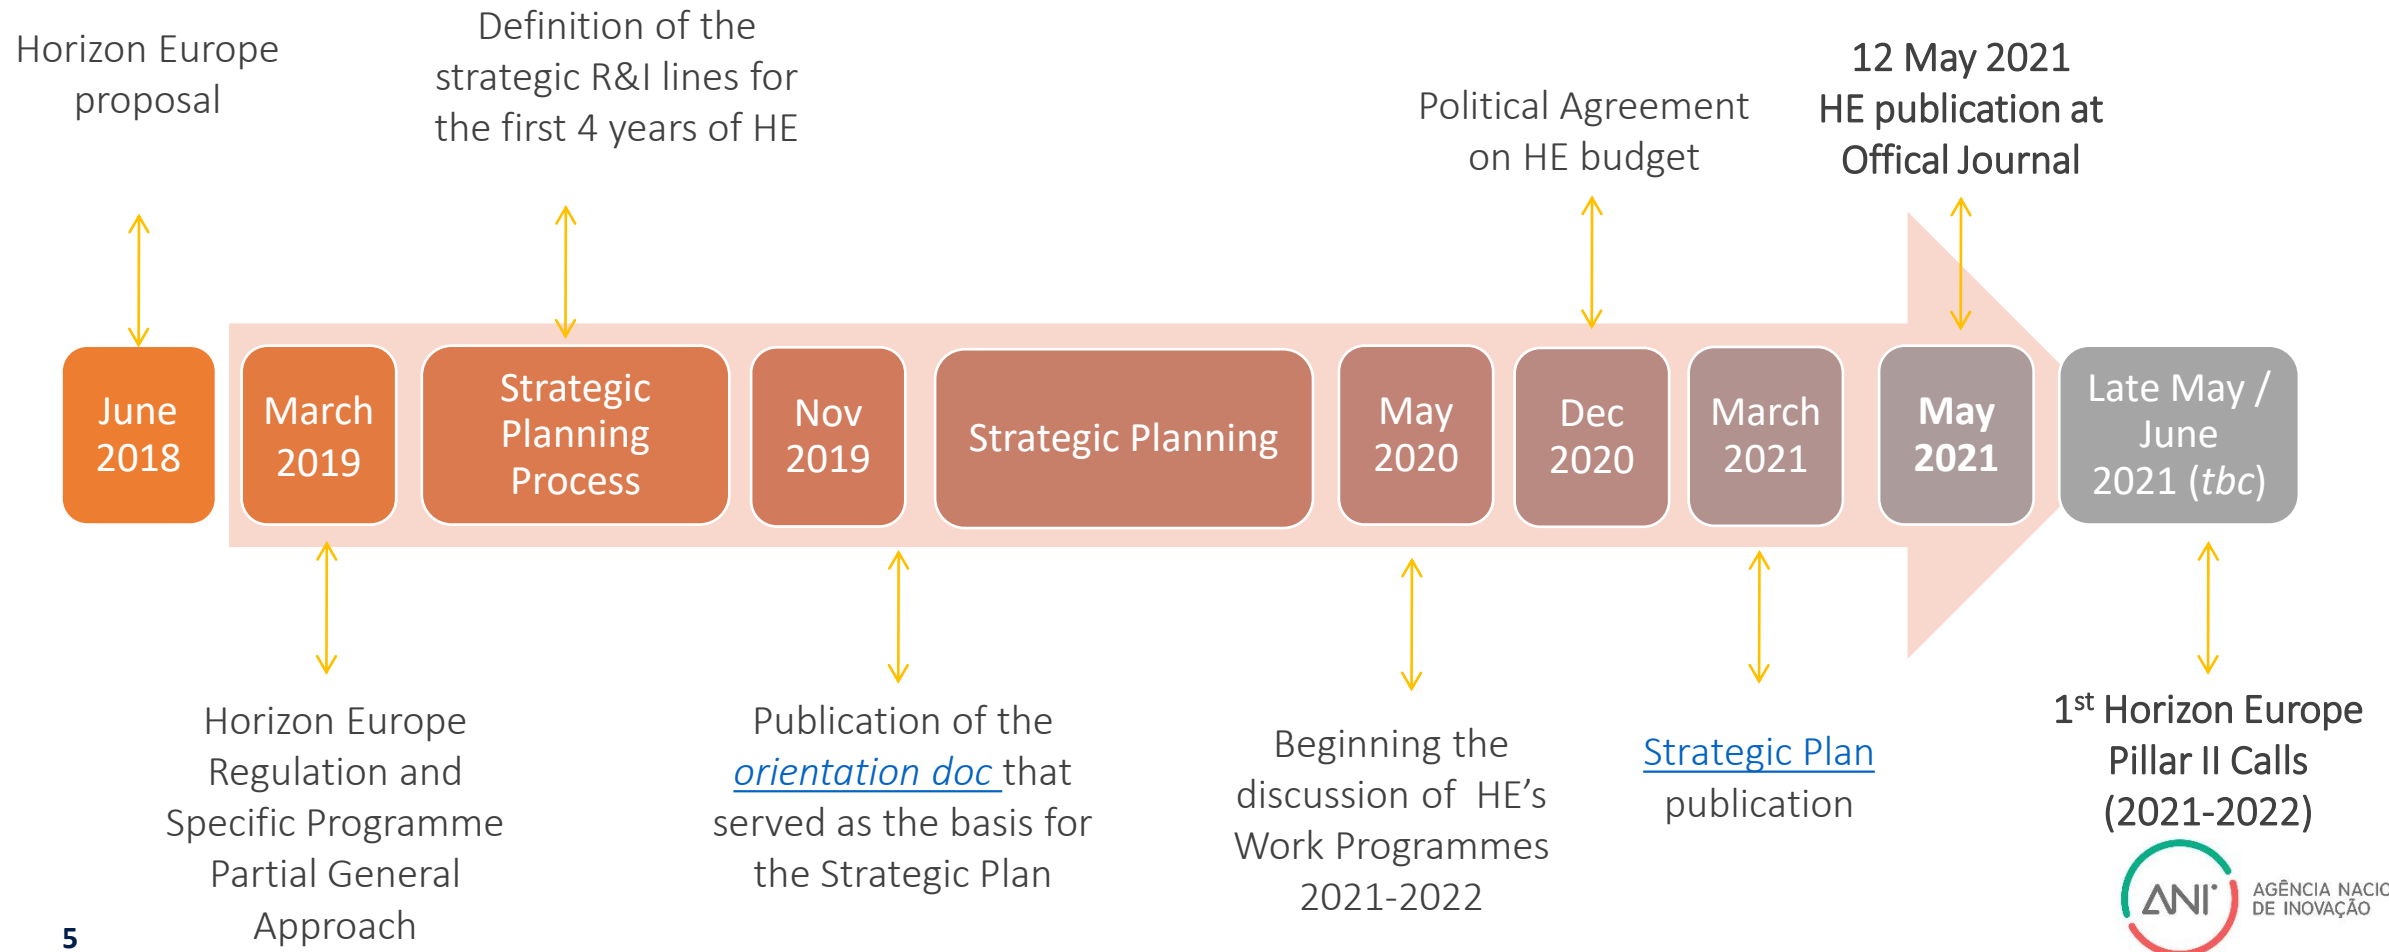 Horizon Europe
proposal
Definition of the
strategic R&I lines for
the first 4 years of HE
Political Agreement
on HE budget
12 May 2021
HE publication at
Offical Journal
June
2018
March
2019
Strategic
Planning
Process
Nov
2019
Strategic Planning
May
2020
Dec
2020
March
2021
May
2021
Late May /
June
2021 (tbc)
Horizon Europe
Regulation and
Specific Programme
Partial General
Approach
Publication of the
orientation doc that
served as the basis for
the Strategic Plan
Beginning the
discussion of HE’s
Work Programmes
2021-2022
Strategic Plan
publication
1st Horizon Europe
Pillar II Calls
(2021-2022)
ANI
AGÊNCIA NACIO
DE INOVAÇÃO
5